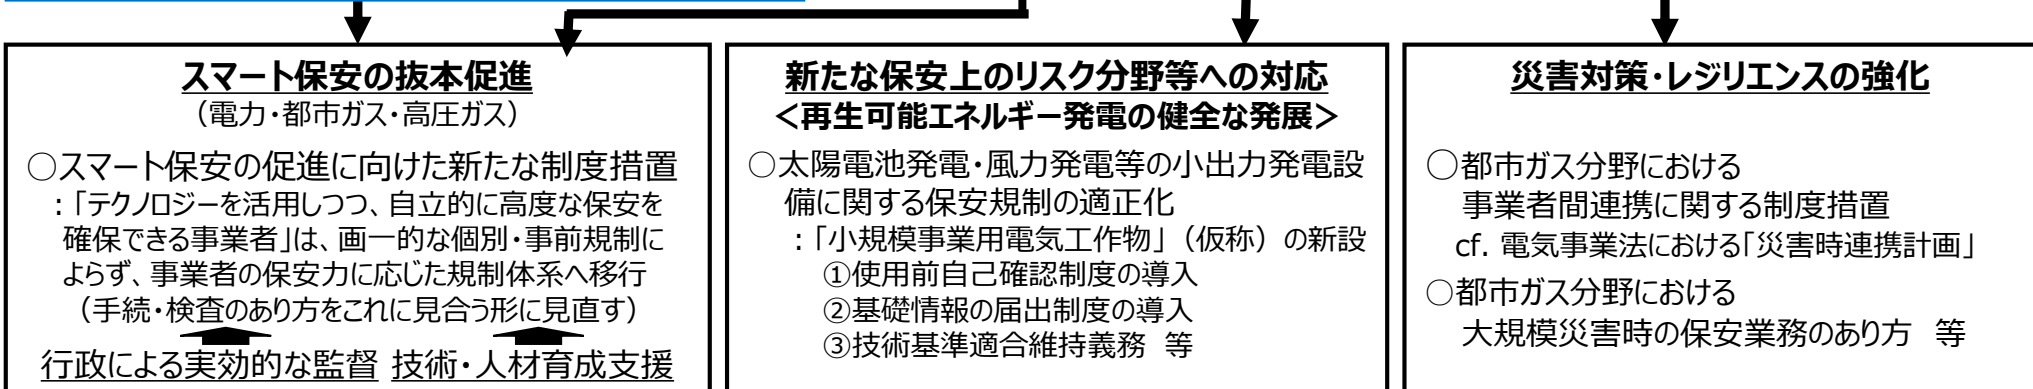 スマート保安の抜本促進
（電力・都市ガス・高圧ガス）
○スマート保安の促進に向けた新たな制度措置
：「テクノロジーを活用しつつ、自立的に高度な保安を
確保できる事業者」は、画一的な個別・事前規制に
よらず、事業者の保安力に応じた規制体系へ移行
（手続・検査のあり方をこれに見合う形に見直す）
行政による実効的な監督 技術・人材育成支援
新たな保安上のリスク分野等への対応
＜再生可能エネルギー発電の健全な発展＞
○太陽電池発電・風力発電等の小出力発電設
備に関する保安規制の適正化
：「小規模事業用電気工作物」（仮称）の新設
①使用前自己確認制度の導入
②基礎情報の届出制度の導入
③技術基準適合維持義務 等
災害対策・レジリエンスの強化
○都市ガス分野における
事業者間連携に関する制度措置
cf. 電気事業法における「災害時連携計画」
○都市ガス分野における
大規模災害時の保安業務のあり方 等